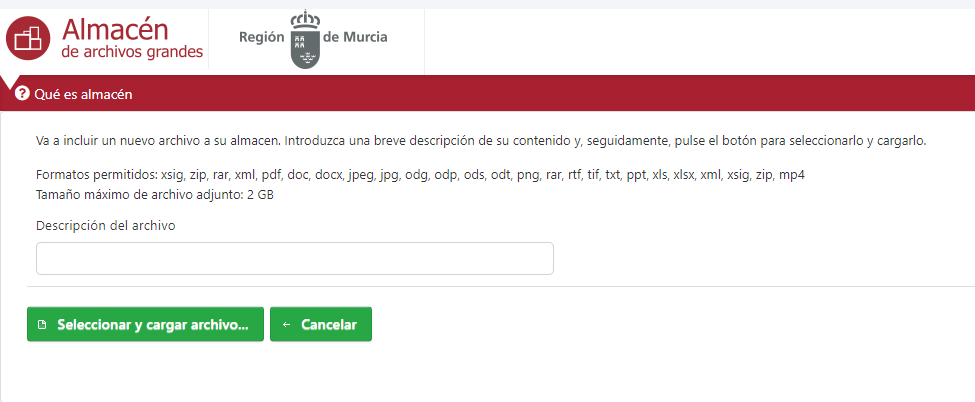 Almacén
de archivos grandes
Región de Murcia
? Qué es almacén
Va a incluir un nuevo archivo a su almacen. Introduzca una breve descripción de su contenido y, seguidamente, pulse el botón para seleccionarlo y cargarlo.
Formatos permitidos: xsig, zip, rar, xml, pdf, doc, docx, jpeg, jpg, odg, odp, ods, odt, png, rar, rtf, tif, txt, ppt, xls, xlsx, xml, xsig, zip, mp4
Tamaño máximo de archivo adjunto: 2 GB
Descripción del archivo
Seleccionar y cargar archivo...
← Cancelar